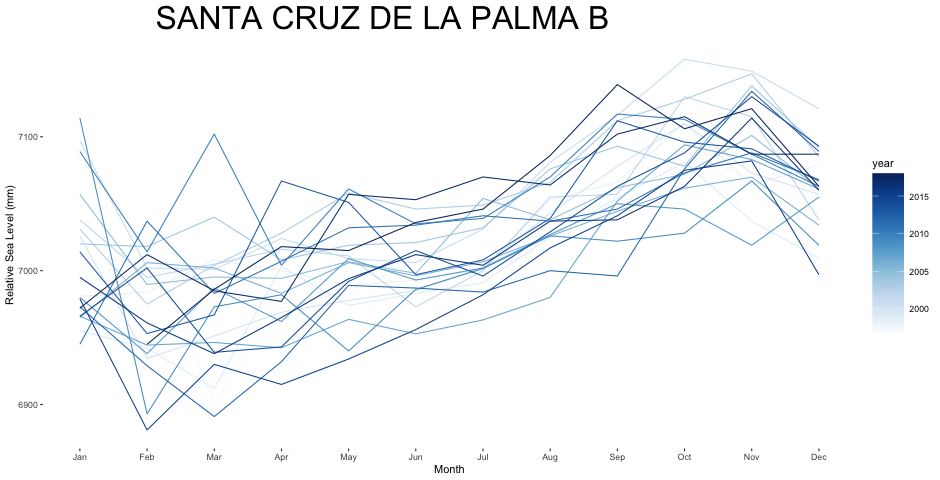 SANTA CRUZ DE LA PALMA B
Relative Sea Level (mm)
7100
7000
6900
Jan Feb Mar Apr May Jun Jul Aug Sep Oct Nov Dec
Month
year
2015
2010
2005
2000